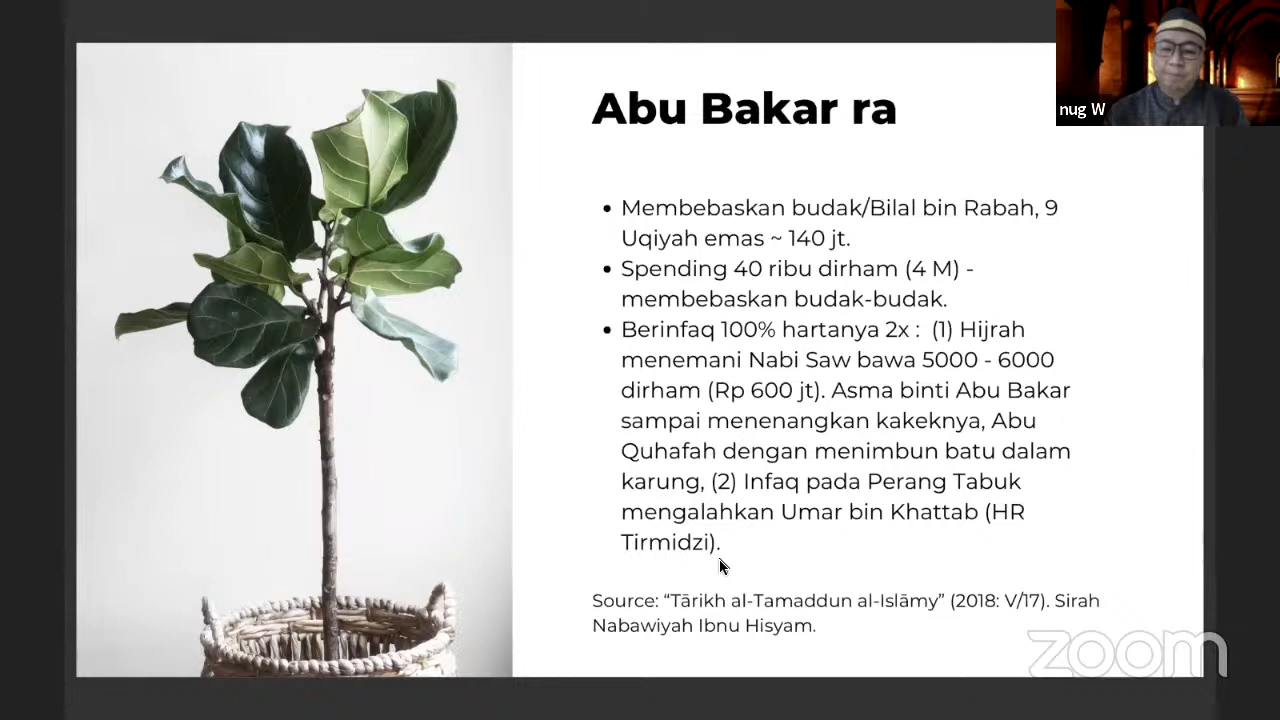 Abu Bakar ra
nug W
• Membebaskan budak/Bilal bin Rabah, 9
Uqiyah emas ~ 140 jt.
• Spending 40 ribu dirham (4 M) -
membebaskan budak-budak.
• Berinfaq 100% hartanya 2x : (1) Hijrah
menemani Nabi Saw bawa 5000 - 6000
dirham (Rp 600 jt). Asma binti Abu Bakar
sampai menenangkan kakeknya, Abu
Quhafah dengan menimbun batu dalam
karung, (2) Infaq pada Perang Tabuk
mengalahkan Umar bin Khattab (HR
Tirmidzi).
Source: “Tārikh al-Tamaddun al-Islāmy” (2018: V/17). Sirah
Nabawiyah Ibnu Hisyam.
zoom